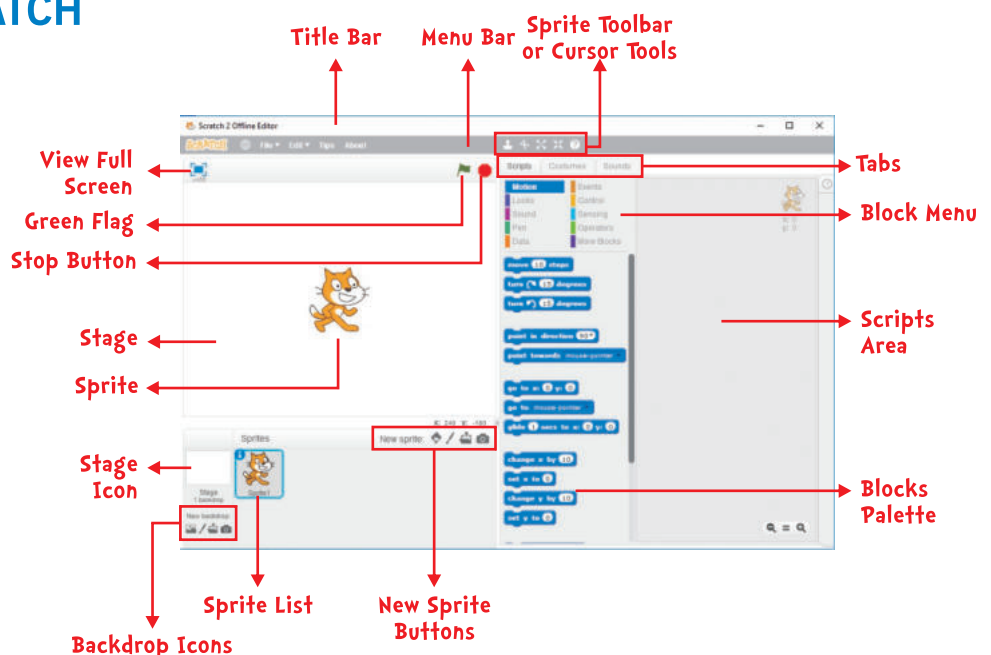 ATCH
Title Bar
Menu Bar
Sprite Toolbar
or Cursor Tools
View Full
Screen
Green Flag
Stop Button
Stage
Sprite
Stage
Icon
Backdrop Icons
Sprite List
New Sprite
Buttons
Tabs
Block Menu
Scripts
Area
Blocks
Palette
Scratch 2 Offline Editor
SCRATCH File Edit Tips About
Scripts Costumes Sounds
Motion Events
Looks Control
Sound Sensing
Pen Operators
Data More Blocks
move 10 steps
turn 15 degrees
turn 15 degrees
point in direction 90
point towards mouse-pointer
go to x: 0 y: 0
go to mouse-pointer
glide 1 secs to x: 0 y: 0
change x by 10
set x to 0
change y by 10
set y to 0
X: 240 Y: -180
Sprites
New sprite:
Stage
1 backdrop
Sprite1
New backdrop: